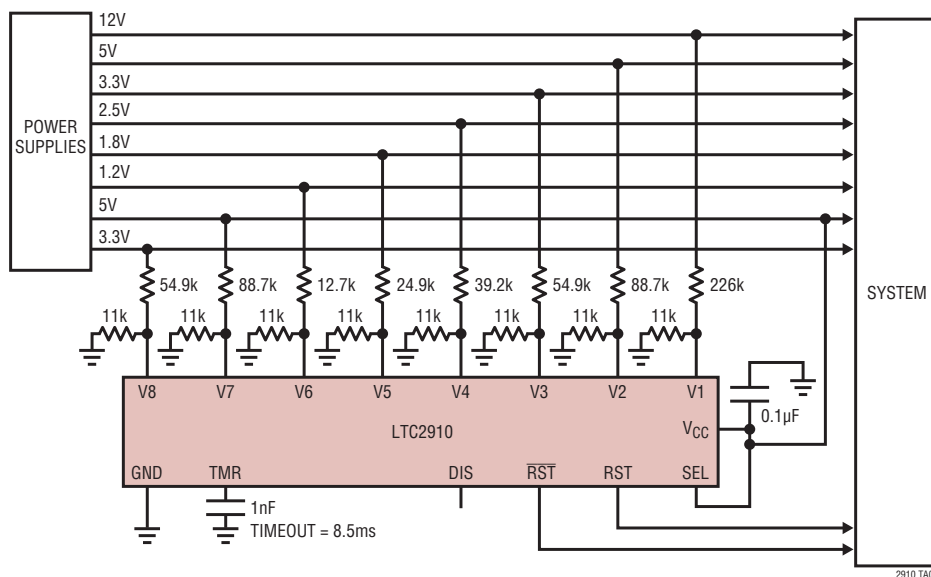 12V
5V
3.3V
2.5V
1.8V
1.2V
5V
3.3V
POWER
SUPPLIES
SYSTEM
54.9k
88.7k
12.7k
24.9k
39.2k
54.9k
88.7k
226k
11k
11k
11k
11k
11k
11k
11k
11k
V8
V7
V6
V5
V4
V3
V2
V1
LTC2910
VCC
0.1µF
GND
TMR
DIS
RST
RST
SEL
1nF
TIMEOUT = 8.5ms